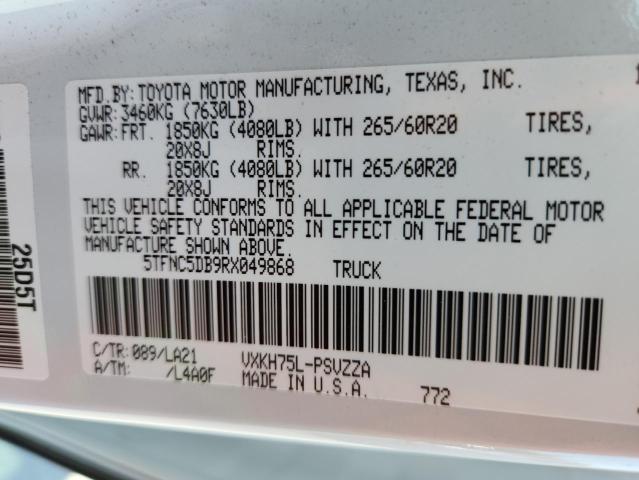 MFD.BY: TOYOTA MOTOR MANUFACTURING, TEXAS, INC.
GVWR: 3460KG (7630LB)
GAWR: FRT. 1850KG (4080LB) WITH 265/60R20 TIRES,
20X8J RIMS.
RR. 1850KG (4080LB) WITH 265/60R20 TIRES,
20X8J RIMS.
THIS VEHICLE CONFORMS TO ALL APPLICABLE FEDERAL MOTOR
VEHICLE SAFETY STANDARDS IN EFFECT ON THE DATE OF
MANUFACTURE SHOWN ABOVE.
5TFNC5DB9RX049868 TRUCK
C/TR: 089/LA21 VXKH75L-PSVZZA
A/TM: /L4A0F MADE IN U.S.A. 772
25D5T